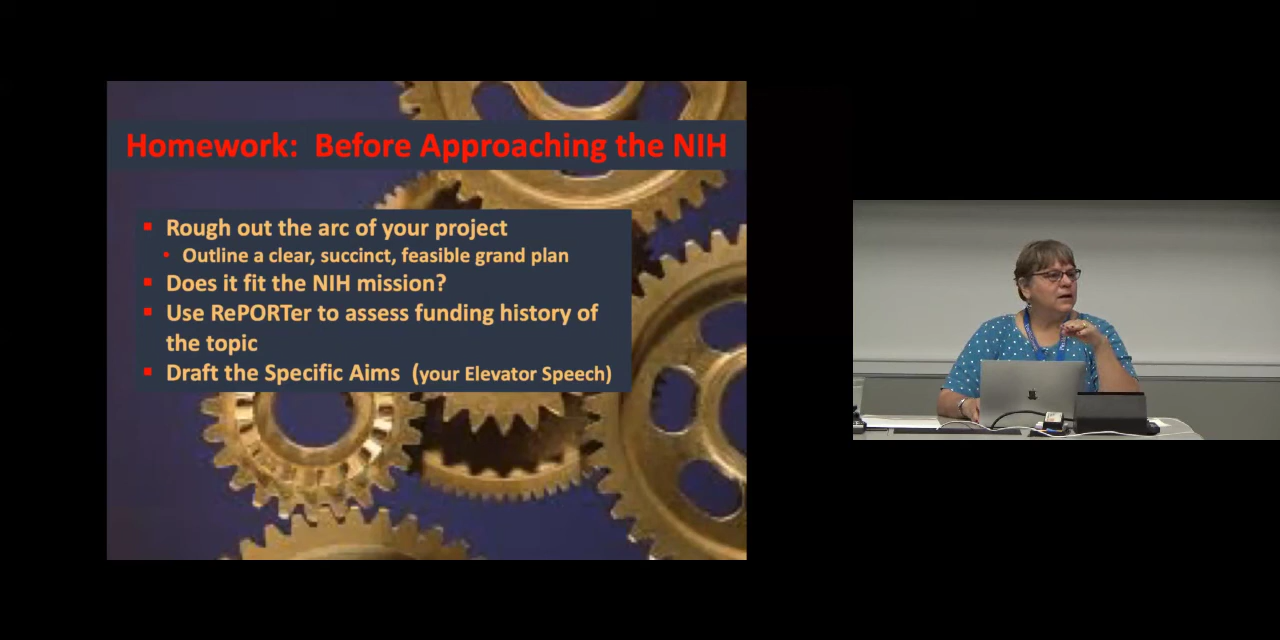 Homework:  Before Approaching the NIH
Rough out the arc of your project
Outline a clear, succinct, feasible grand plan
Does it fit the NIH mission?
Use RePORTer to assess funding history of
the topic
Draft the Specific Aims  (your Elevator Speech)